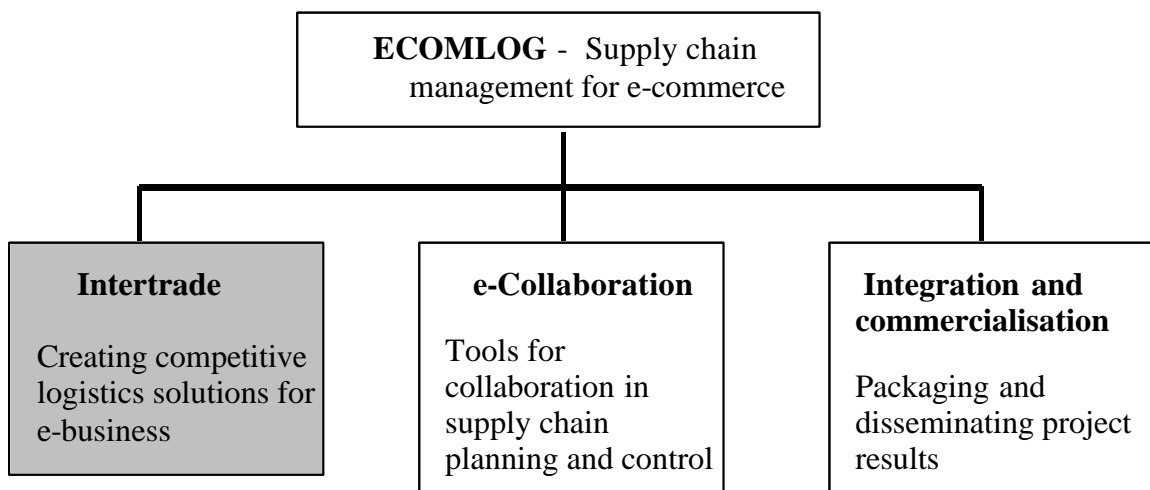 ECOMLOG - Supply chain
management for e-commerce
Intertrade
Creating competitive
logistics solutions for
e-business
e-Collaboration
Tools for
collaboration in
supply chain
planning and control
Integration and
commercialisation
Packaging and
disseminating project
results